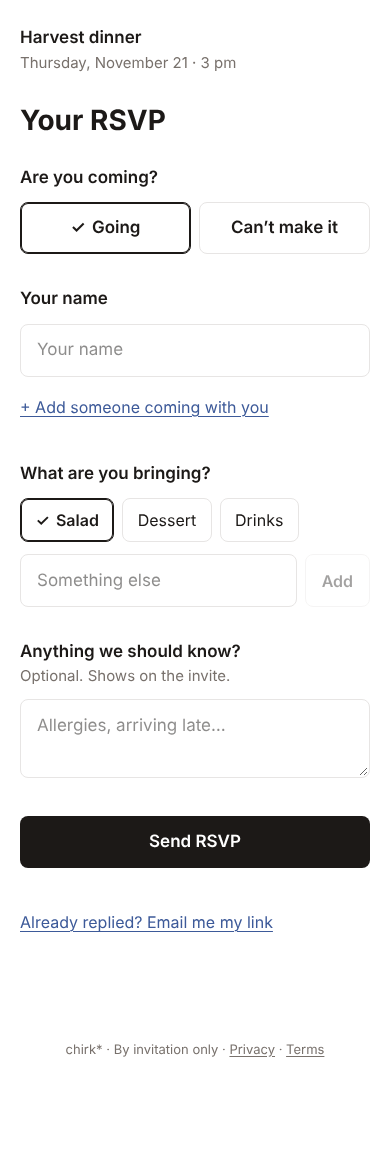 Harvest dinner
Thursday, November 21 · 3 pm
Your RSVP
Are you coming?
✓ Going
Can’t make it
Your name
Your name
+ Add someone coming with you
What are you bringing?
✓ Salad
Dessert
Drinks
Something else
Add
Anything we should know?
Optional. Shows on the invite.
Allergies, arriving late…
Send RSVP
Already replied? Email me my link
chirk* · By invitation only · Privacy · Terms